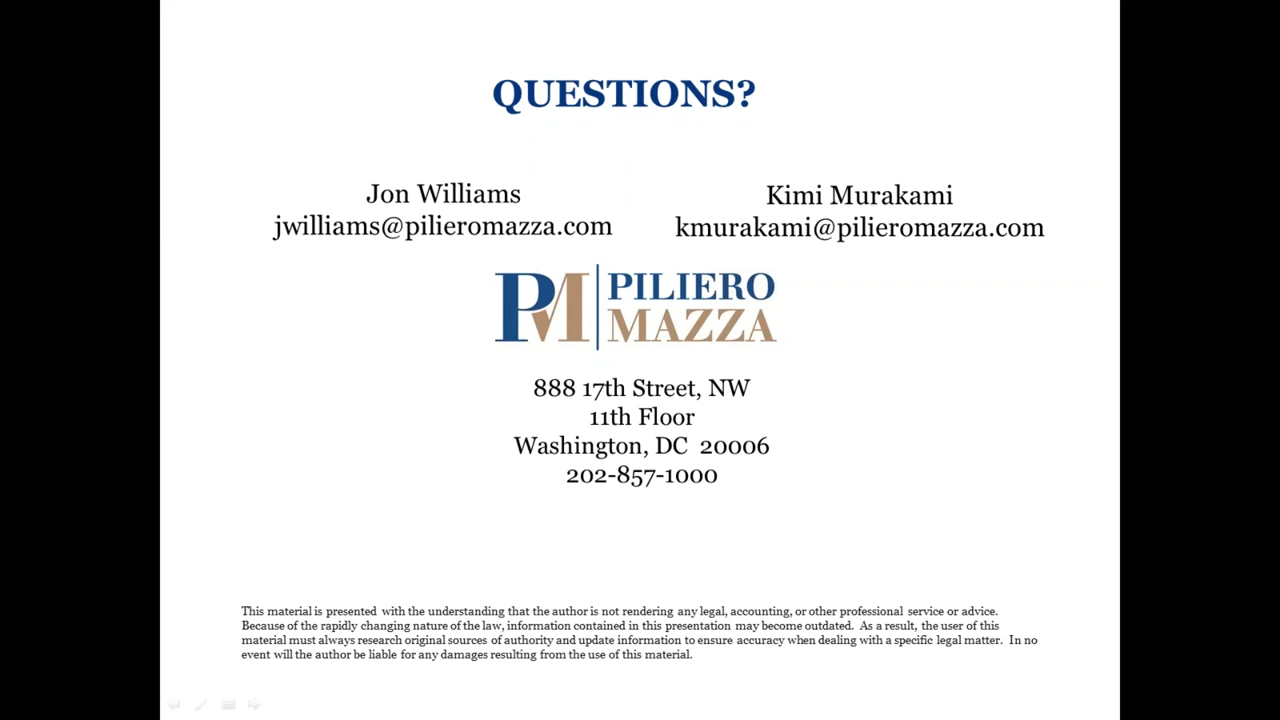 QUESTIONS?
Jon Williams
jwilliams@pilieromazza.com
Kimi Murakami
kmurakami@pilieromazza.com
PM PILIERO
MAZZA
888 17th Street, NW
11th Floor
Washington, DC 20006
202-857-1000
This material is presented with the understanding that the author is not rendering any legal, accounting, or other professional service or advice.
Because of the rapidly changing nature of the law, information contained in this presentation may become outdated. As a result, the user of this
material must always research original sources of authority and update information to ensure accuracy when dealing with a specific legal matter. In no
event will the author be liable for any damages resulting from the use of this material.